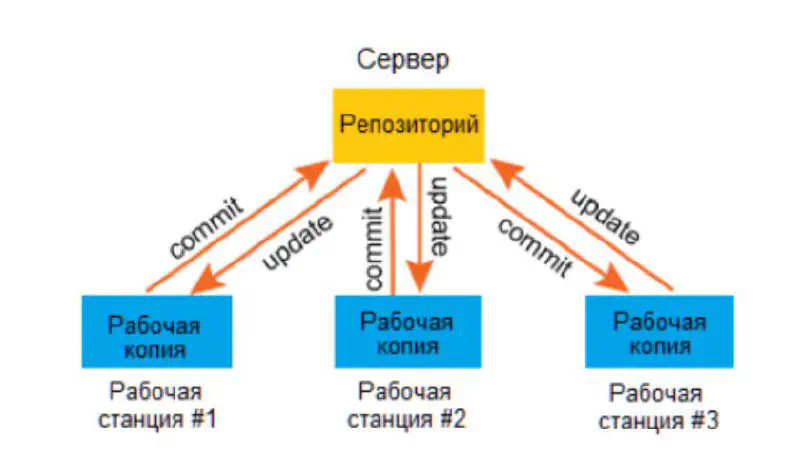 Сервер
Репозиторий
commit
update
commit
update
commit
update
Рабочая
копия
Рабочая
копия
Рабочая
копия
Рабочая
станция #1
Рабочая
станция #2
Рабочая
станция #3